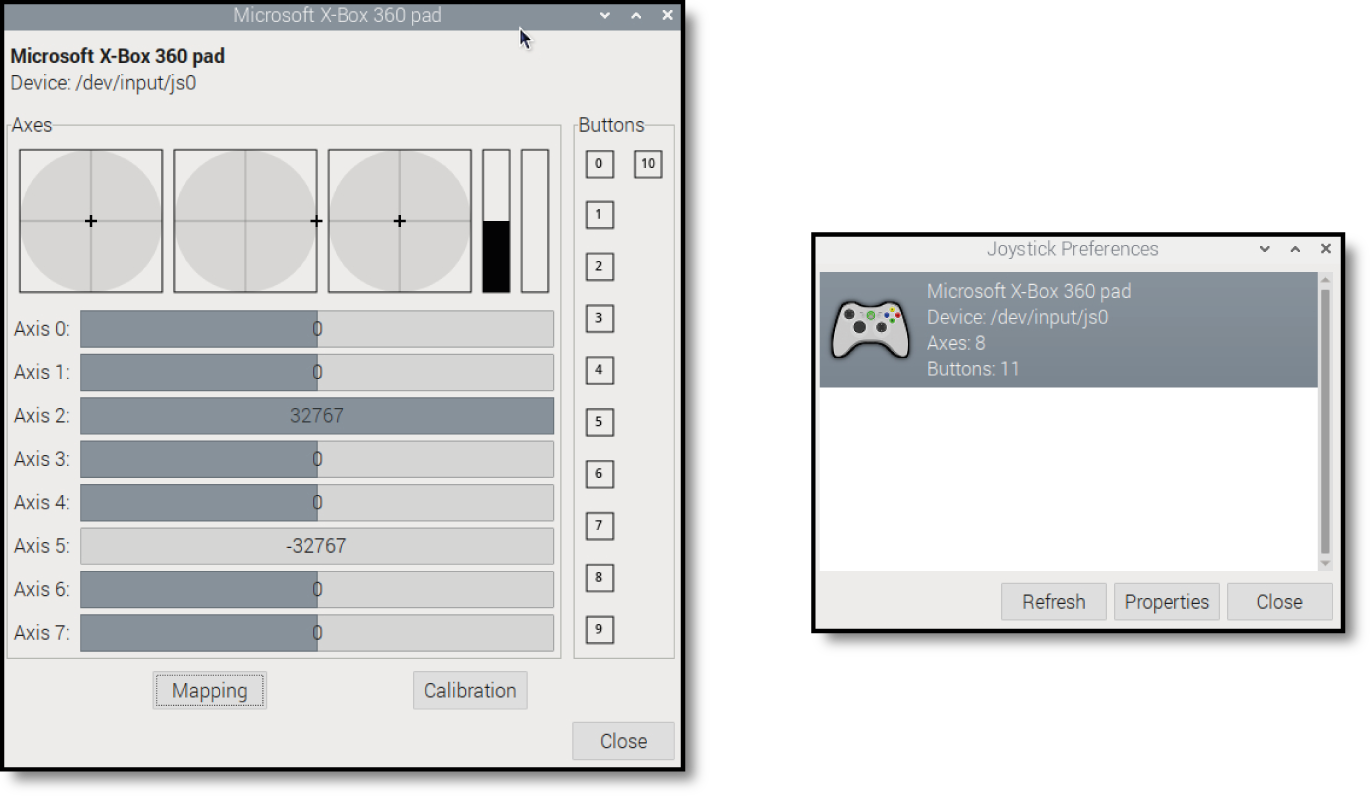 Microsoft X-Box 360 pad
Microsoft X-Box 360 pad
Device: /dev/input/js0
Axes
Axis 0: 0
Axis 1: 0
Axis 2: 32767
Axis 3: 0
Axis 4: 0
Axis 5: -32767
Axis 6: 0
Axis 7: 0
Buttons
0 10
1
2
3
4
5
6
7
8
9
Mapping Calibration
Close
Joystick Preferences
Microsoft X-Box 360 pad
Device: /dev/input/js0
Axes: 8
Buttons: 11
Refresh Properties Close